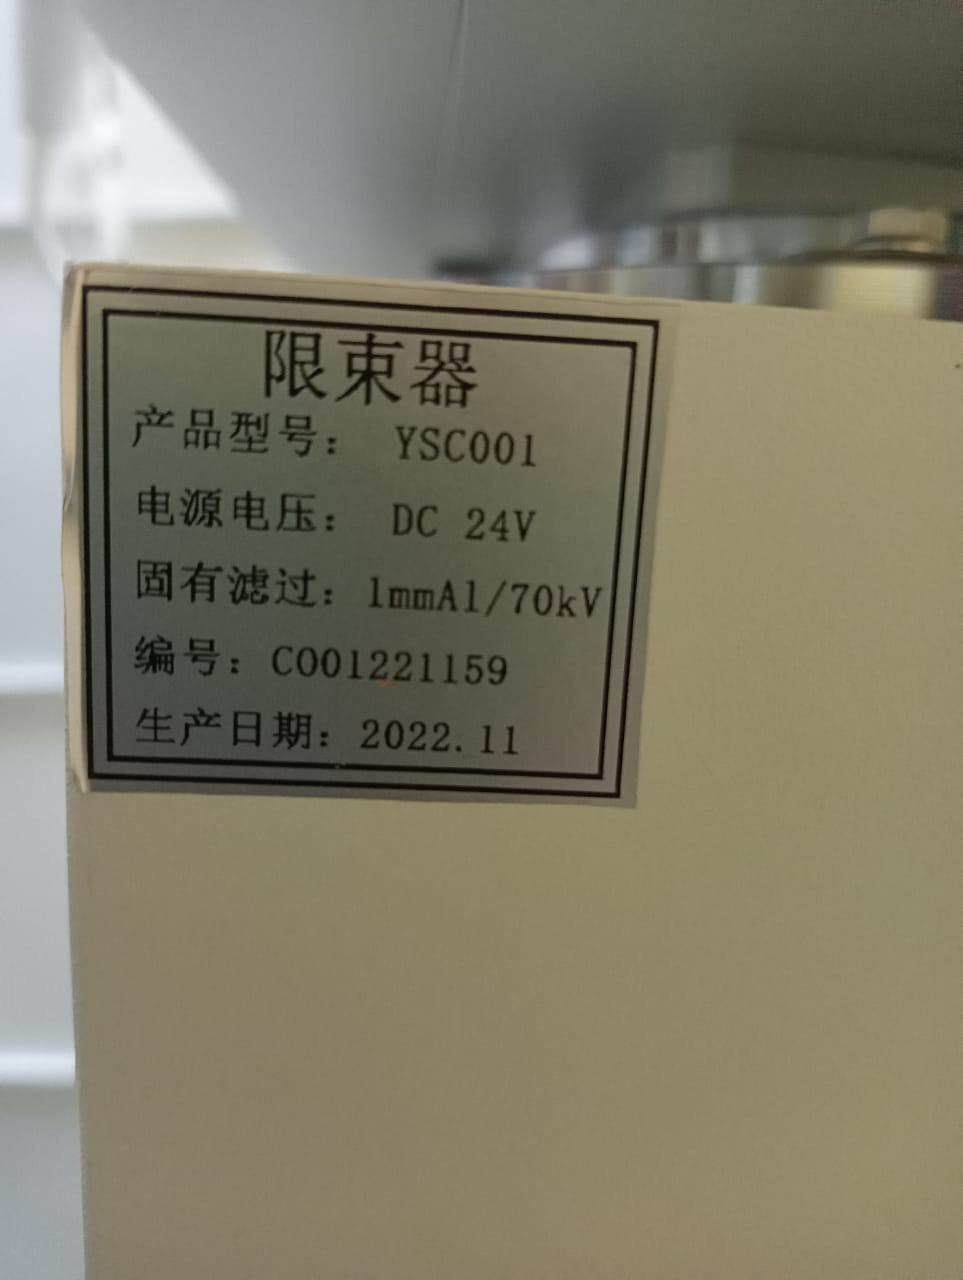 限束器
产品型号： YSC001
电源电压： DC 24V
固有滤过：1mmAl/70kV
编号：C001221159
生产日期：2022.11